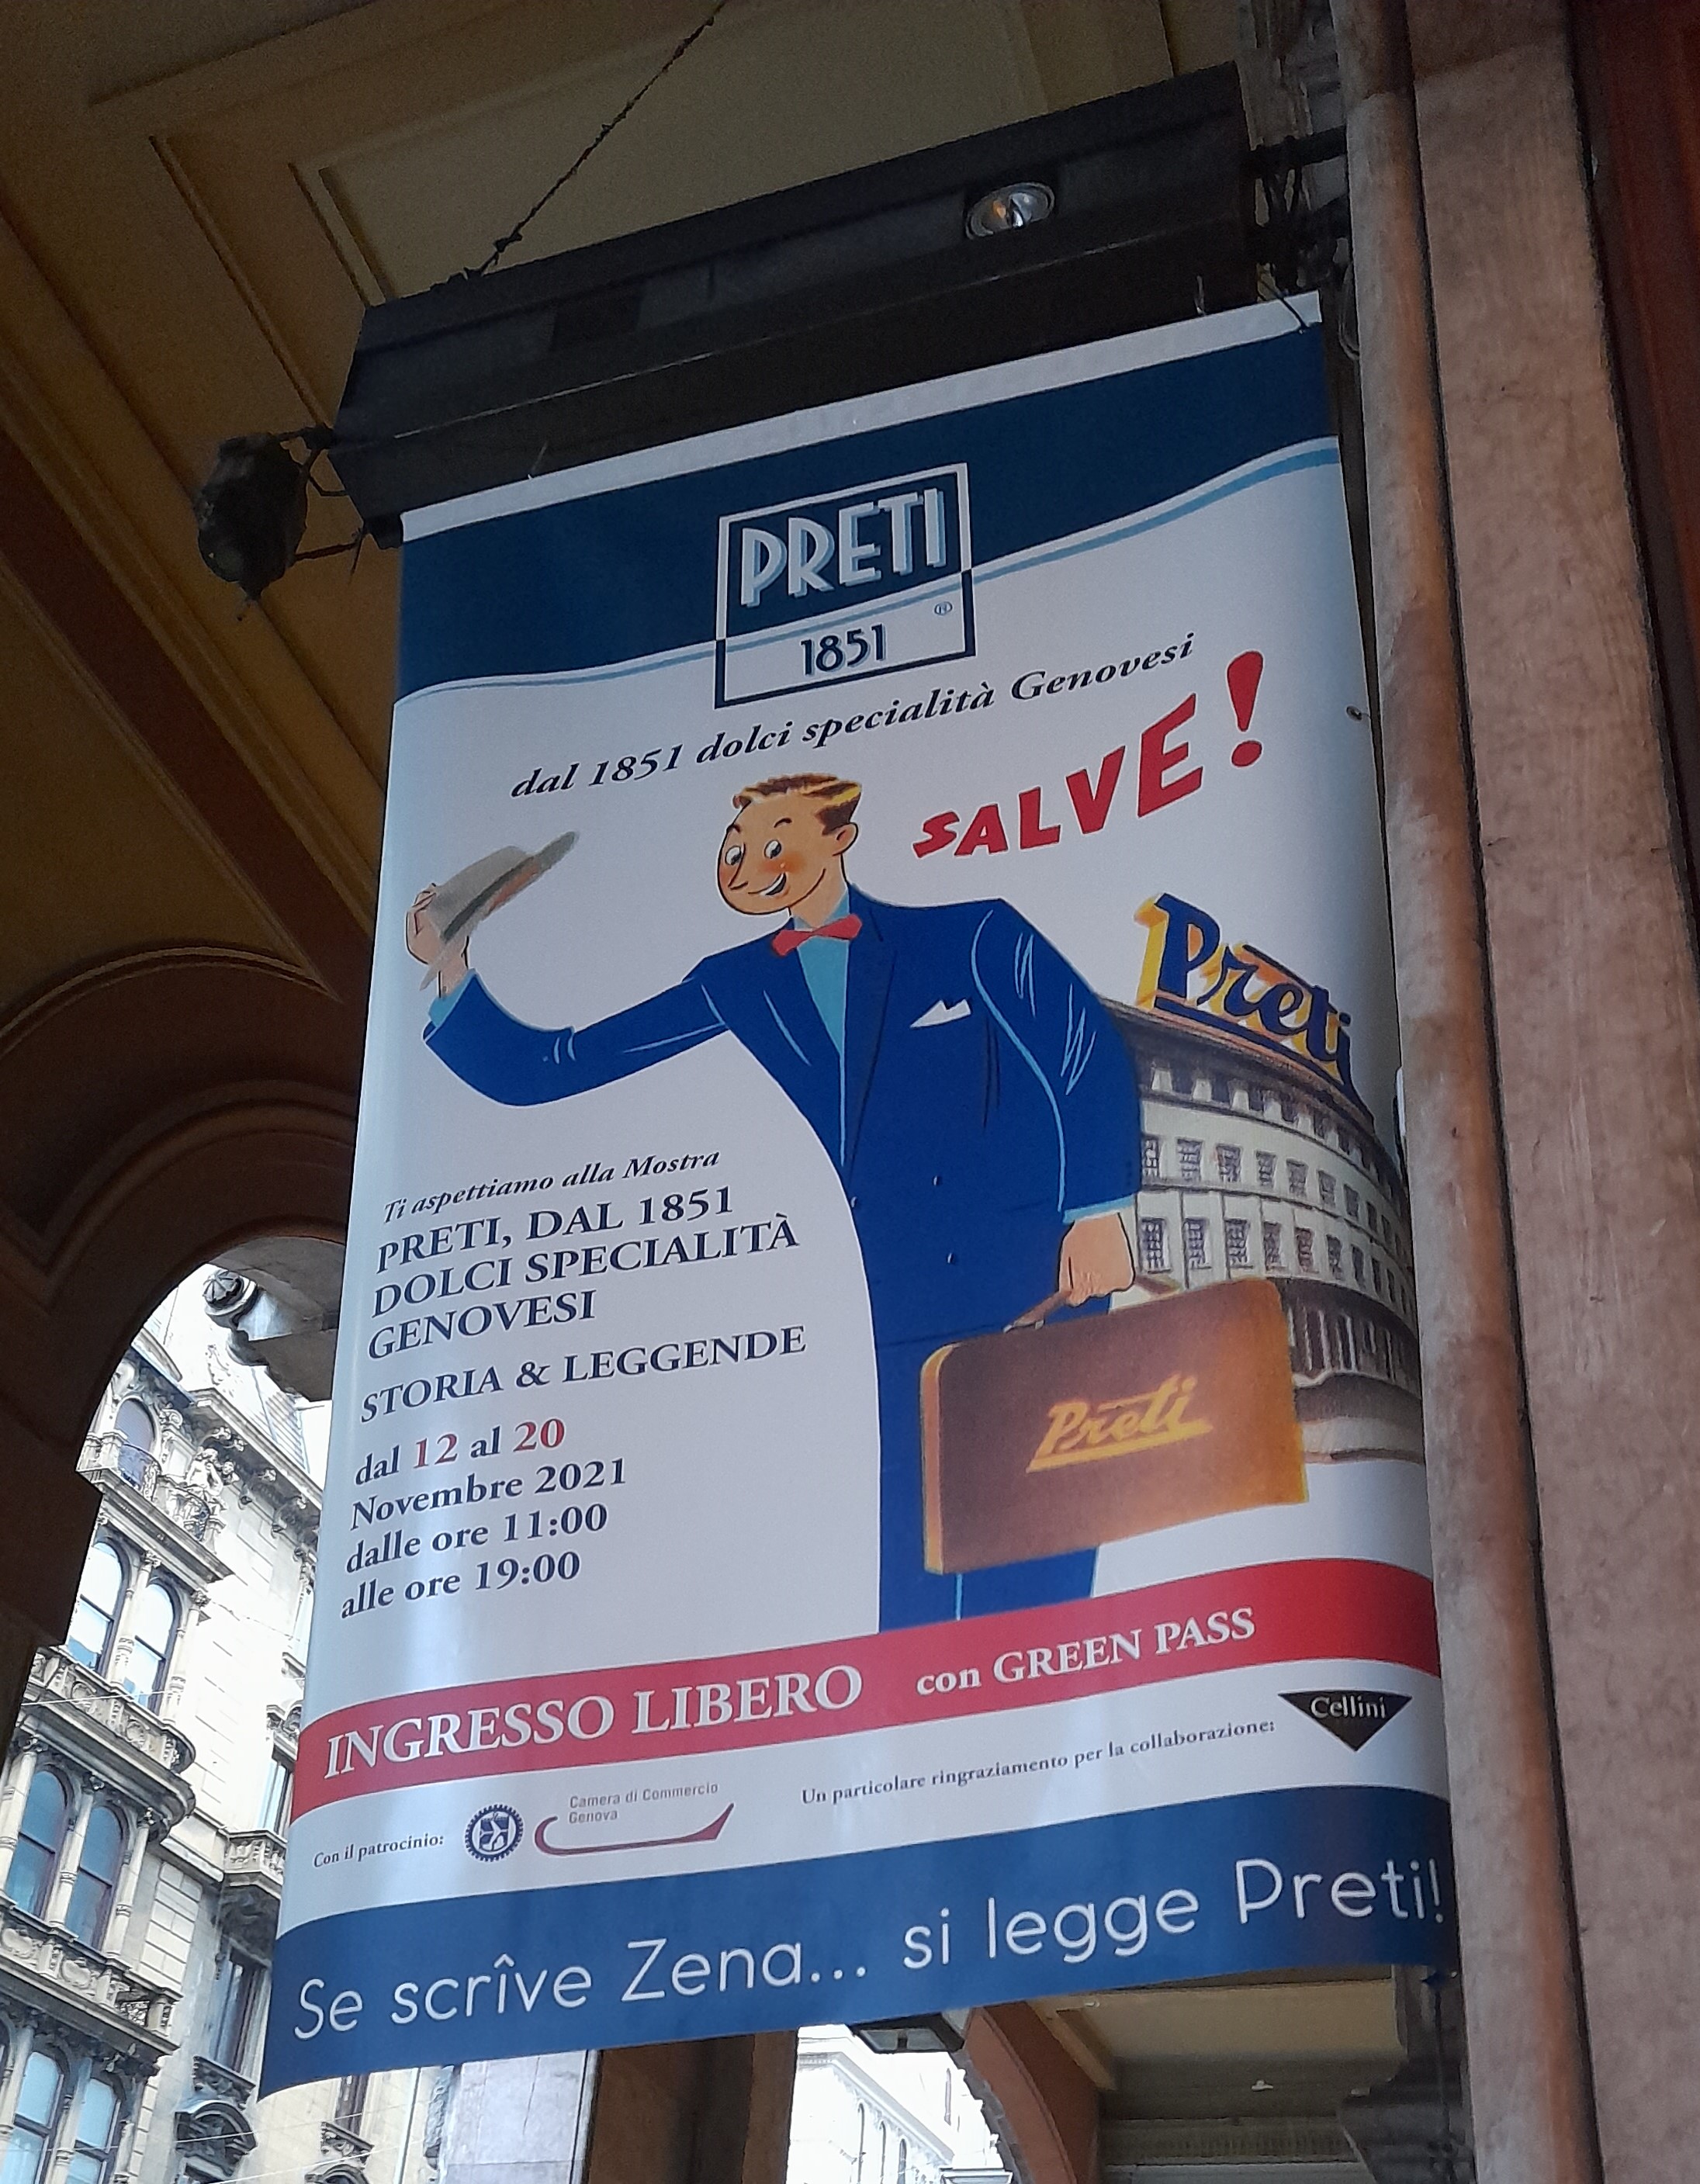 PRETI
1851
®
dal 1851 dolci specialità Genovesi
SALVE!
Preti
Ti aspettiamo alla Mostra
PRETI, DAL 1851
DOLCI SPECIALITÀ
GENOVESI
STORIA & LEGGENDE
dal 12 al 20
Novembre 2021
dalle ore 11:00
alle ore 19:00
Preti
INGRESSO LIBERO con GREEN PASS
Con il patrocinio:
Camera di Commercio
Genova
Un particolare ringraziamento per la collaborazione:
Cellini
Se scrîve Zena... si legge Preti!